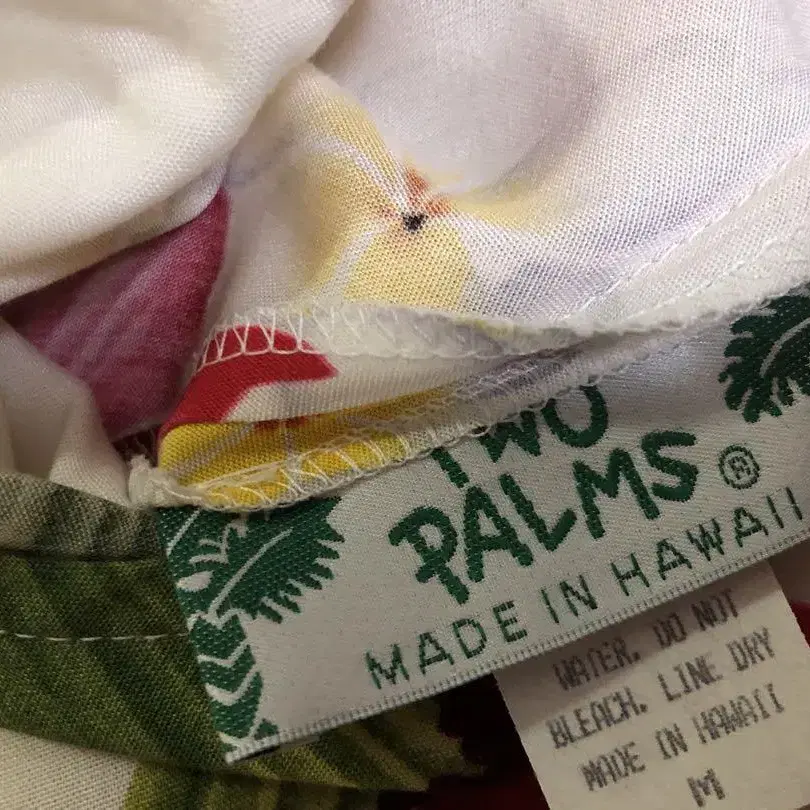 TWO
PALMS ®
MADE IN HAWAII
WATER. DO NOT
BLEACH. LINE DRY
MADE IN HAWAII
M